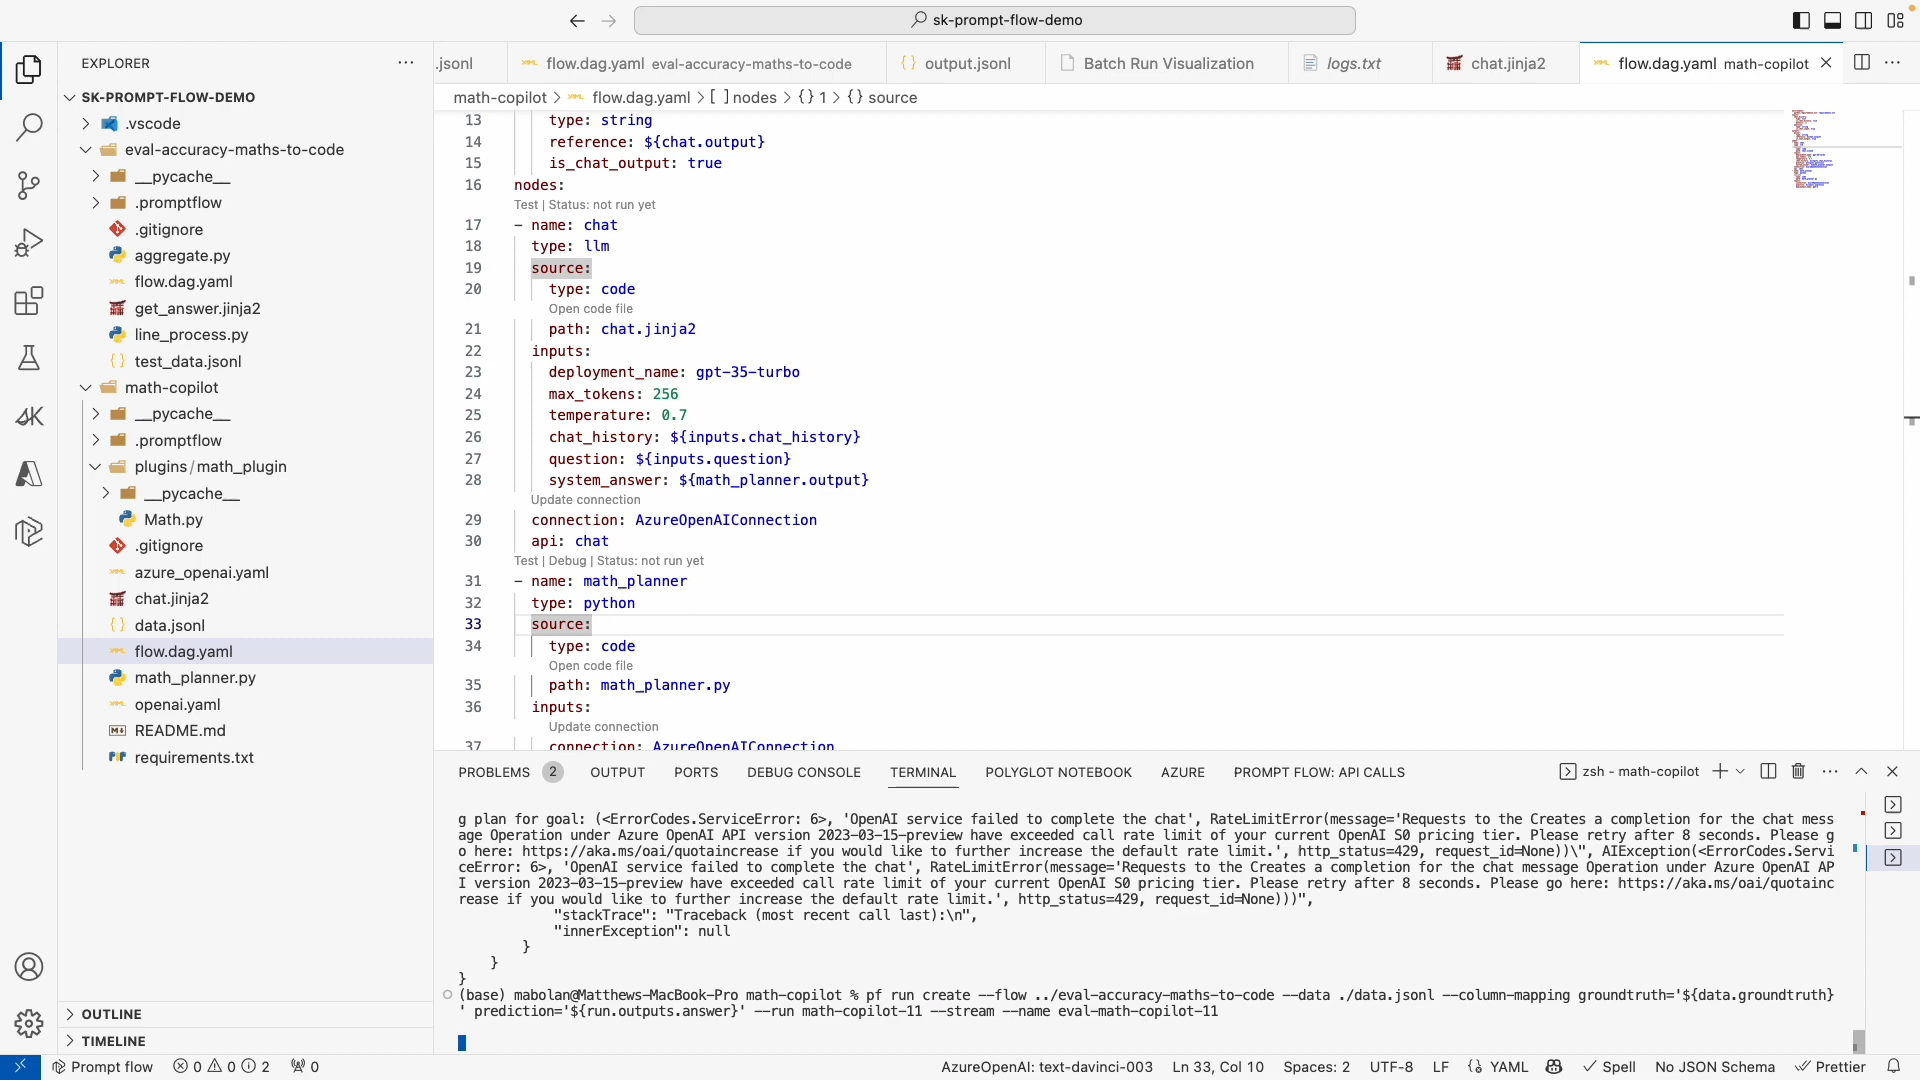 sk-prompt-flow-demo
EXPLORER
SK-PROMPT-FLOW-DEMO
.vscode
eval-accuracy-maths-to-code
__pycache__
.promptflow
.gitignore
aggregate.py
flow.dag.yaml
get_answer.jinja2
line_process.py
test_data.jsonl
math-copilot
__pycache__
.promptflow
plugins/math_plugin
__pycache__
Math.py
.gitignore
azure_openai.yaml
chat.jinja2
data.jsonl
flow.dag.yaml
math_planner.py
openai.yaml
README.md
requirements.txt
OUTLINE
TIMELINE
.jsonl
flow.dag.yaml eval-accuracy-maths-to-code
output.jsonl
Batch Run Visualization
logs.txt
chat.jinja2
flow.dag.yaml math-copilot
math-copilot > flow.dag.yaml > [ ] nodes > {} 1 > {} source
13 type: string
14 reference: ${chat.output}
15 is_chat_output: true
16 nodes:
Test | Status: not run yet
17 - name: chat
18 type: llm
19 source:
20 type: code
Open code file
21 path: chat.jinja2
22 inputs:
23 deployment_name: gpt-35-turbo
24 max_tokens: 256
25 temperature: 0.7
26 chat_history: ${inputs.chat_history}
27 question: ${inputs.question}
28 system_answer: ${math_planner.output}
Update connection
29 connection: AzureOpenAIConnection
30 api: chat
Test | Debug | Status: not run yet
31 - name: math_planner
32 type: python
33 source:
34 type: code
Open code file
35 path: math_planner.py
36 inputs:
Update connection
37 connection: AzureOpenAIConnection
PROBLEMS 2 OUTPUT PORTS DEBUG CONSOLE TERMINAL POLYGLOT NOTEBOOK AZURE PROMPT FLOW: API CALLS
zsh - math-copilot
g plan for goal: (<ErrorCodes.ServiceError: 6>, 'OpenAI service failed to complete the chat', RateLimitError(message='Requests to the Creates a completion for the chat mess
age Operation under Azure OpenAI API version 2023-03-15-preview have exceeded call rate limit of your current OpenAI S0 pricing tier. Please retry after 8 seconds. Please g
o here: https://aka.ms/oai/quotaincrease if you would like to further increase the default rate limit.', http_status=429, request_id=None))\", AIException(<ErrorCodes.Servi
ceError: 6>, 'OpenAI service failed to complete the chat', RateLimitError(message='Requests to the Creates a completion for the chat message Operation under Azure OpenAI AP
I version 2023-03-15-preview have exceeded call rate limit of your current OpenAI S0 pricing tier. Please retry after 8 seconds. Please go here: https://aka.ms/oai/quotainc
rease if you would like to further increase the default rate limit.', http_status=429, request_id=None)))",
"stackTrace": "Traceback (most recent call last):\n",
"innerException": null
}
}
}
(base) mabolan@Matthews-MacBook-Pro math-copilot % pf run create --flow ../eval-accuracy-maths-to-code --data ./data.jsonl --column-mapping groundtruth='${data.groundtruth}
' prediction='${run.outputs.answer}' --run math-copilot-11 --stream --name eval-math-copilot-11
Prompt flow 0 0 2 0
AzureOpenAI: text-davinci-003 Ln 33, Col 10 Spaces: 2 UTF-8 LF YAML Spell No JSON Schema Prettier